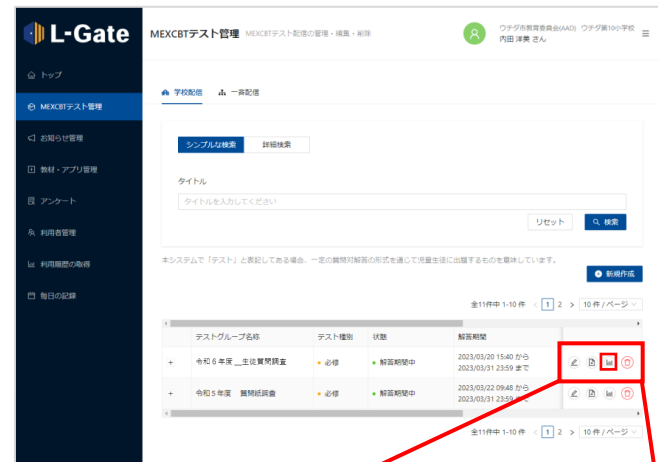 L-Gate
MEXCBTテスト管理 MEXCBTテスト配信の管理・編集・削除
ウチダ市教育委員会(AAD) ウチダ第10小学校
内田 洋美 さん
トップ
MEXCBTテスト管理
お知らせ管理
教材・アプリ管理
アンケート
利用者管理
利用履歴の取得
毎日の記録
学校配信 一斉配信
シンプルな検索 詳細検索
タイトル
タイトルを入力してください
リセット 検索
本システムで「テスト」と表記してある場合、一定の質問対解答の形式を通じて児童生徒に出題するものを意味しています。
新規作成
全11件中 1-10 件 < 1 2 > 10 件 / ページ
テストグループ名称 テスト種別 状態 解答期間
+ 令和６年度＿生徒質問調査 必修 解答期間中 2023/03/20 15:40 から
2023/03/31 23:59 まで
+ 令和５年度 質問紙調査 必修 解答期間中 2023/03/22 09:48 から
2023/03/31 23:59 まで
全11件中 1-10 件 < 1 2 > 10 件 / ページ